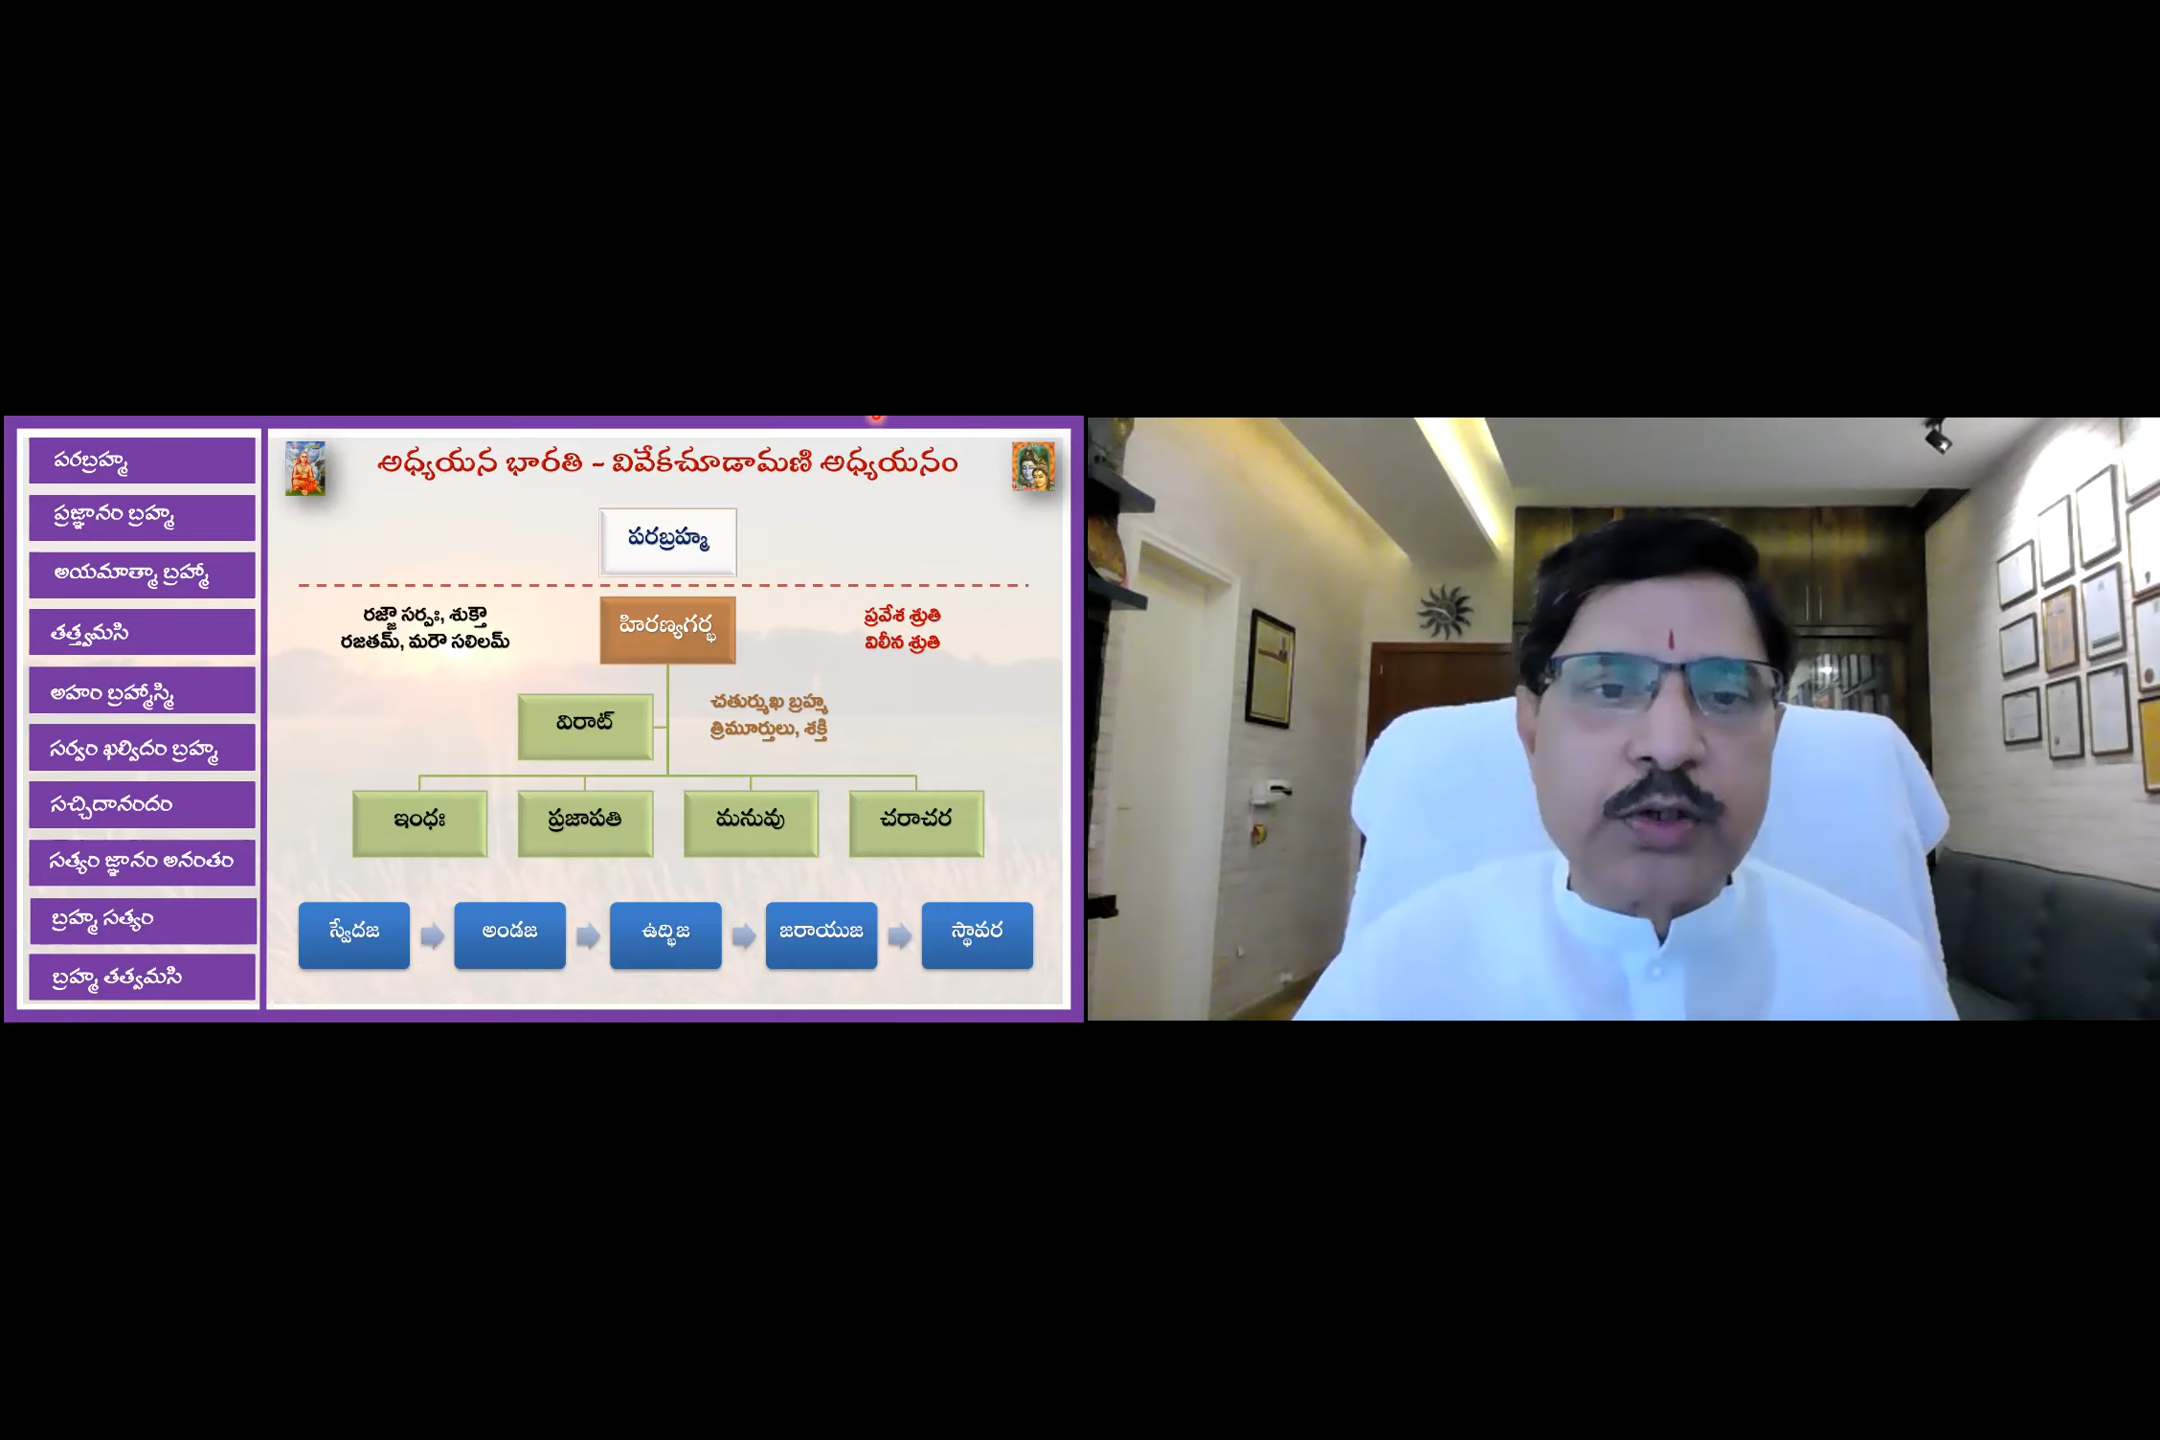 పరబ్రహ్మ
ప్రజ్ఞానం బ్రహ్మ
అయమాత్మా బ్రహ్మా
తత్త్వమసి
అహం బ్రహ్మాస్మి
సర్వం ఖల్విదం బ్రహ్మ
సచ్చిదానందం
సత్యం జ్ఞానం అనంతం
బ్రహ్మ సత్యం
బ్రహ్మ తత్వమసి
అధ్యయన భారతి - వివేకచూడామణి అధ్యయనం
పరబ్రహ్మ
రజ్జౌ సర్పః, శుక్తౌ
రజతమ్, మరౌ సలిలమ్
హిరణ్యగర్భ
ప్రవేశ శ్రుతి
విలీన శ్రుతి
విరాట్
చతుర్ముఖ బ్రహ్మ
త్రిమూర్తులు, శక్తి
ఇంధః
ప్రజాపతి
మనువు
చరాచర
స్వేదజ
అండజ
ఉద్భిజ
జరాయుజ
స్థావర